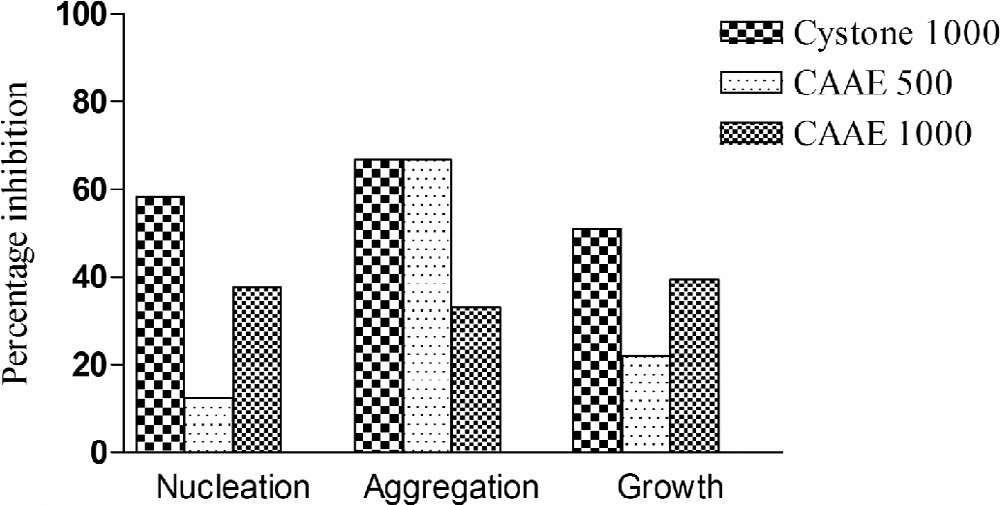 Percentage inhibition
100
80
60
40
20
0
Cystone 1000
CAAE 500
CAAE 1000
Nucleation
Aggregation
Growth